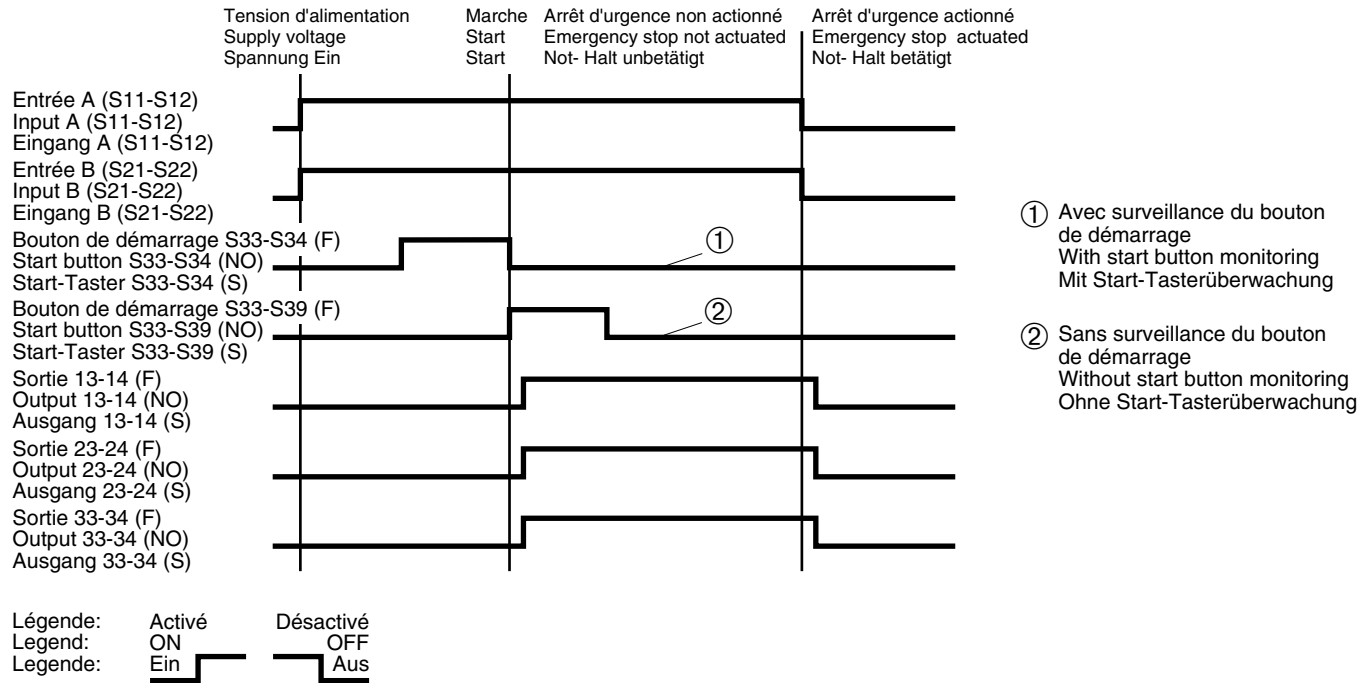 Tension d'alimentation
Supply voltage
Spannung Ein
Marche
Start
Start
Arrêt d'urgence non actionné
Emergency stop not actuated
Not- Halt unbetätigt
Arrêt d'urgence actionné
Emergency stop actuated
Not- Halt betätigt
Entrée A (S11-S12)
Input A (S11-S12)
Eingang A (S11-S12)
Entrée B (S21-S22)
Input B (S21-S22)
Eingang B (S21-S22)
Bouton de démarrage S33-S34 (F)
Start button S33-S34 (NO)
Start-Taster S33-S34 (S)
①
Bouton de démarrage S33-S39 (F)
Start button S33-S39 (NO)
Start-Taster S33-S39 (S)
②
Sortie 13-14 (F)
Output 13-14 (NO)
Ausgang 13-14 (S)
Sortie 23-24 (F)
Output 23-24 (NO)
Ausgang 23-24 (S)
Sortie 33-34 (F)
Output 33-34 (NO)
Ausgang 33-34 (S)
① Avec surveillance du bouton
de démarrage
With start button monitoring
Mit Start-Tasterüberwachung
② Sans surveillance du bouton
de démarrage
Without start button monitoring
Ohne Start-Tasterüberwachung
Légende: Activé Désactivé
Legend: ON OFF
Legende: Ein Aus